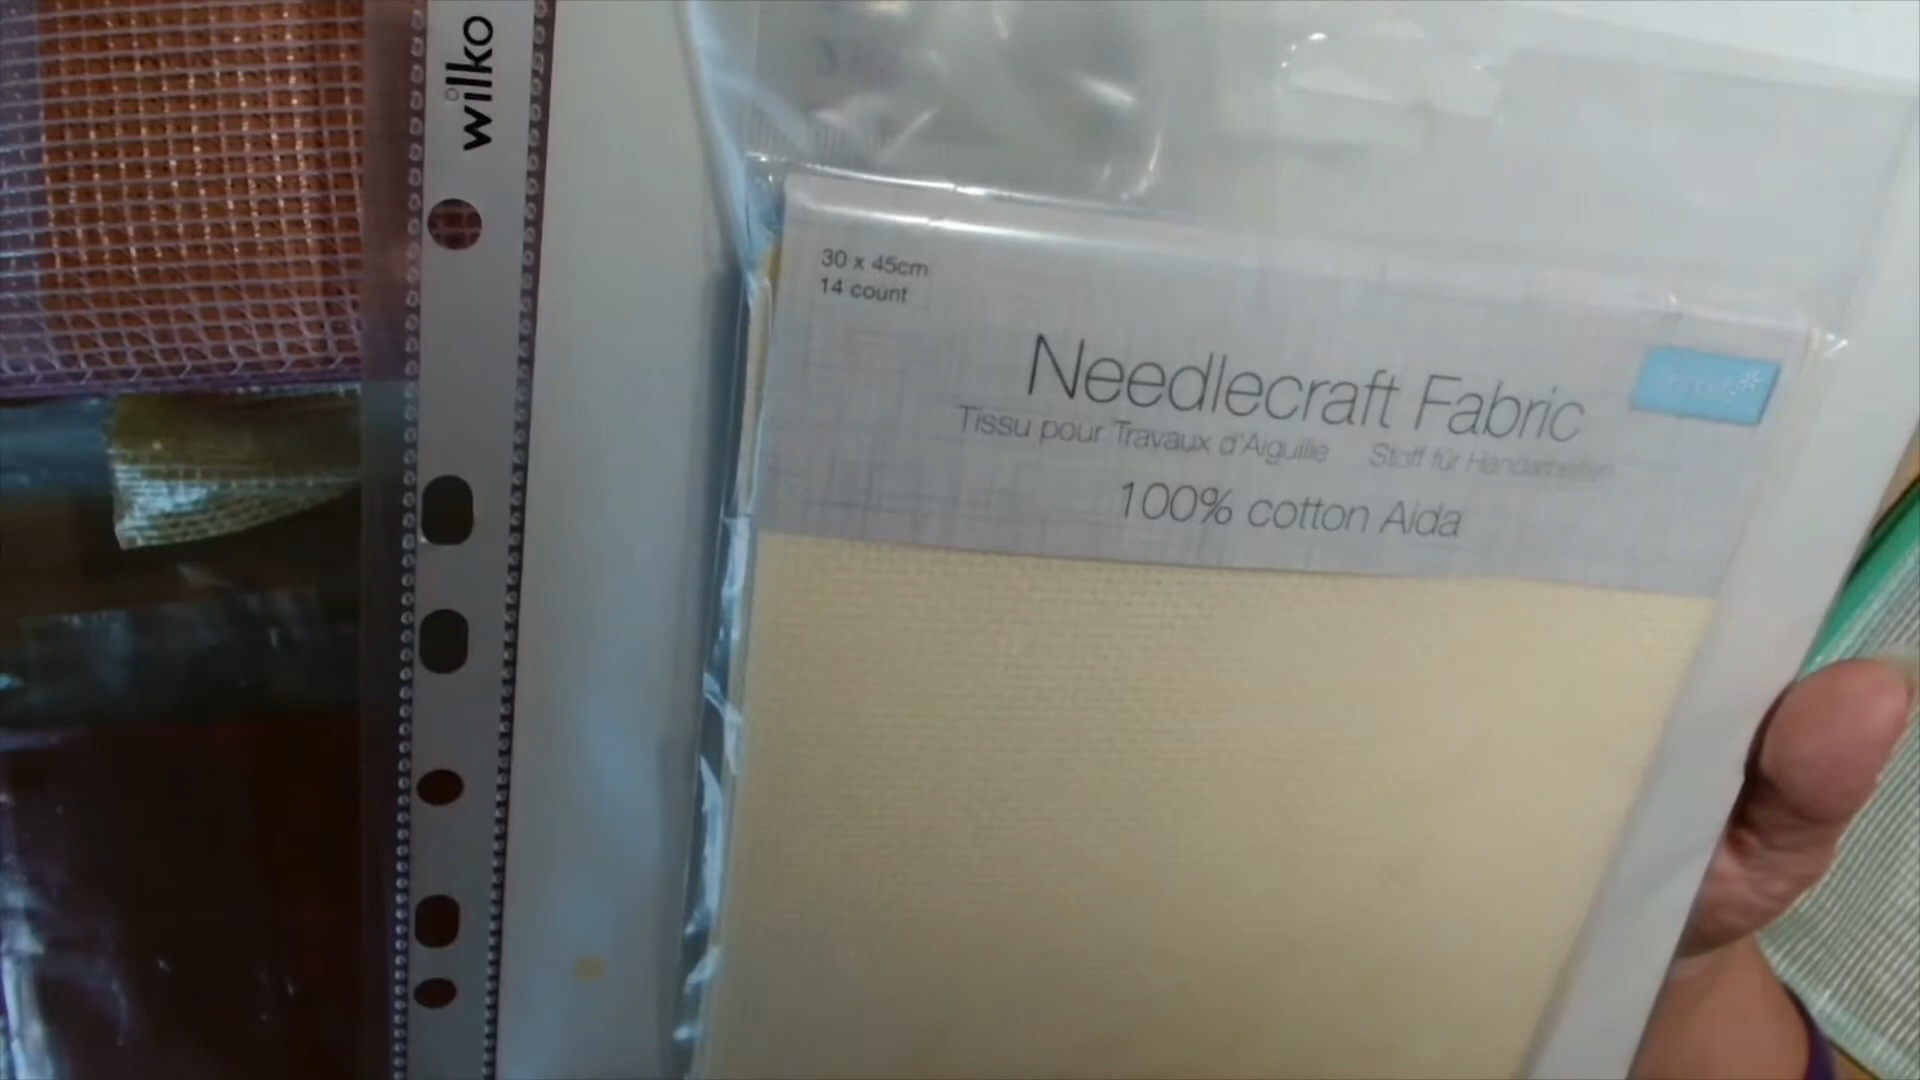 wilko
30 x 45cm
14 count
Needlecraft Fabric
Tissu pour Travaux d'Aiguille Stoff für Handarbeiten
100% cotton Aida